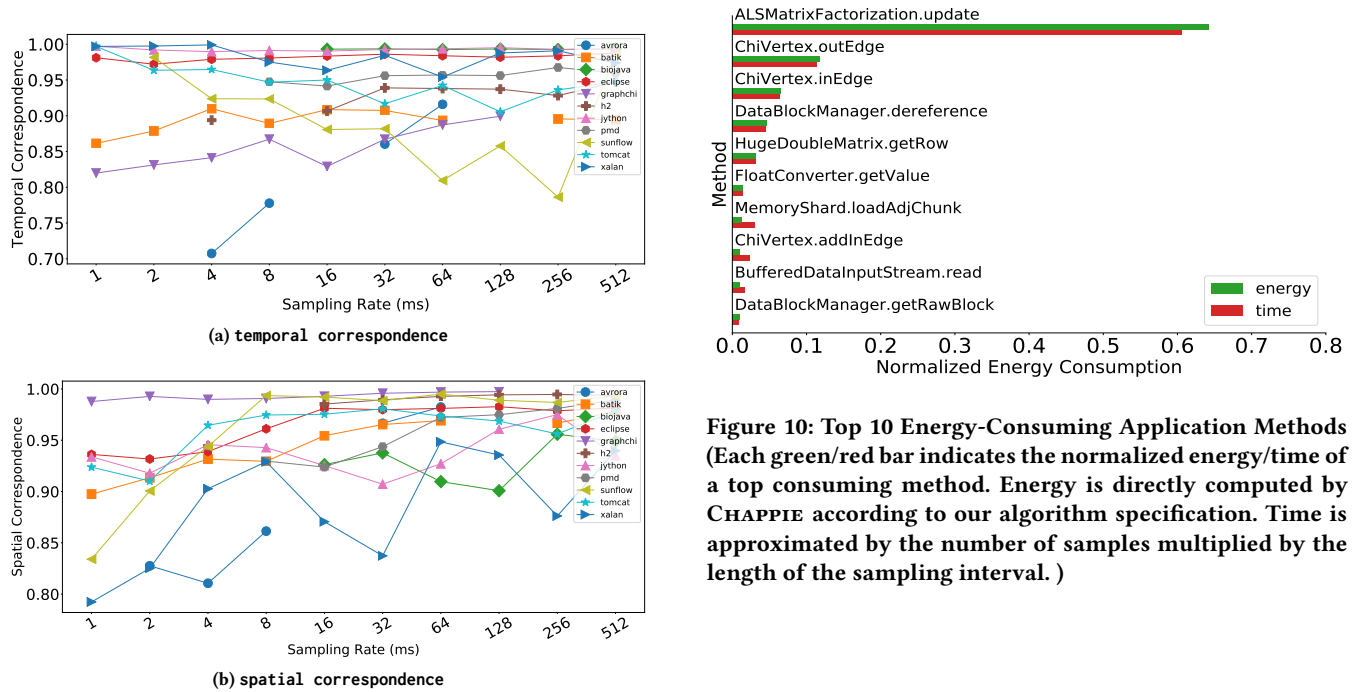 1.00
0.95
0.90
0.85
0.80
0.75
0.70
Temporal Correspondence
1
2
4
8
16
32
64
128
256
512
Sampling Rate (ms)
avrora
batik
biojava
eclipse
graphchi
h2
jython
pmd
sunflow
tomcat
xalan
(a) temporal correspondence
1.00
0.95
0.90
0.85
0.80
Spatial Correspondence
1
2
4
8
16
32
64
128
256
512
Sampling Rate (ms)
avrora
batik
biojava
eclipse
graphchi
h2
jython
pmd
sunflow
tomcat
xalan
(b) spatial correspondence
Method
ALSMatrixFactorization.update
ChiVertex.outEdge
ChiVertex.inEdge
DataBlockManager.dereference
HugeDoubleMatrix.getRow
FloatConverter.getValue
MemoryShard.loadAdjChunk
ChiVertex.addInEdge
BufferedDataInputStream.read
DataBlockManager.getRawBlock
energy
time
0.0 0.1 0.2 0.3 0.4 0.5 0.6 0.7 0.8
Normalized Energy Consumption
Figure 10: Top 10 Energy-Consuming Application Methods
(Each green/red bar indicates the normalized energy/time of
a top consuming method. Energy is directly computed by
CHAPPIE according to our algorithm specification. Time is
approximated by the number of samples multiplied by the
length of the sampling interval. )